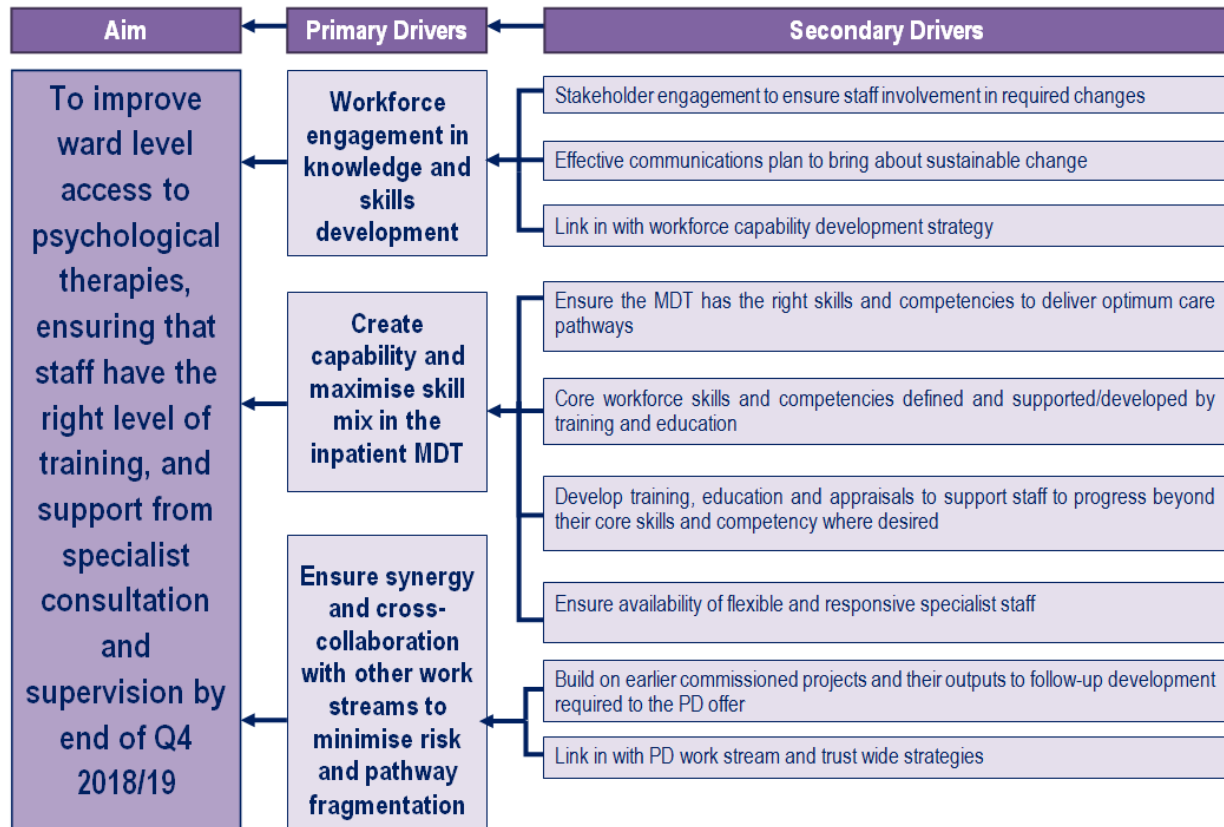 Aim
Primary Drivers
Secondary Drivers
To improve
ward level
access to
psychological
therapies,
ensuring that
staff have the
right level of
training, and
support from
specialist
consultation
and
supervision by
end of Q4
2018/19
Workforce
engagement in
knowledge and
skills
development
Stakeholder engagement to ensure staff involvement in required changes
Effective communications plan to bring about sustainable change
Link in with workforce capability development strategy
Create
capability and
maximise skill
mix in the
inpatient MDT
Ensure the MDT has the right skills and competencies to deliver optimum care
pathways
Core workforce skills and competencies defined and supported/developed by
training and education
Develop training, education and appraisals to support staff to progress beyond
their core skills and competency where desired
Ensure availability of flexible and responsive specialist staff
Ensure synergy
and cross-
collaboration
with other work
streams to
minimise risk
and pathway
fragmentation
Build on earlier commissioned projects and their outputs to follow-up development
required to the PD offer
Link in with PD work stream and trust wide strategies